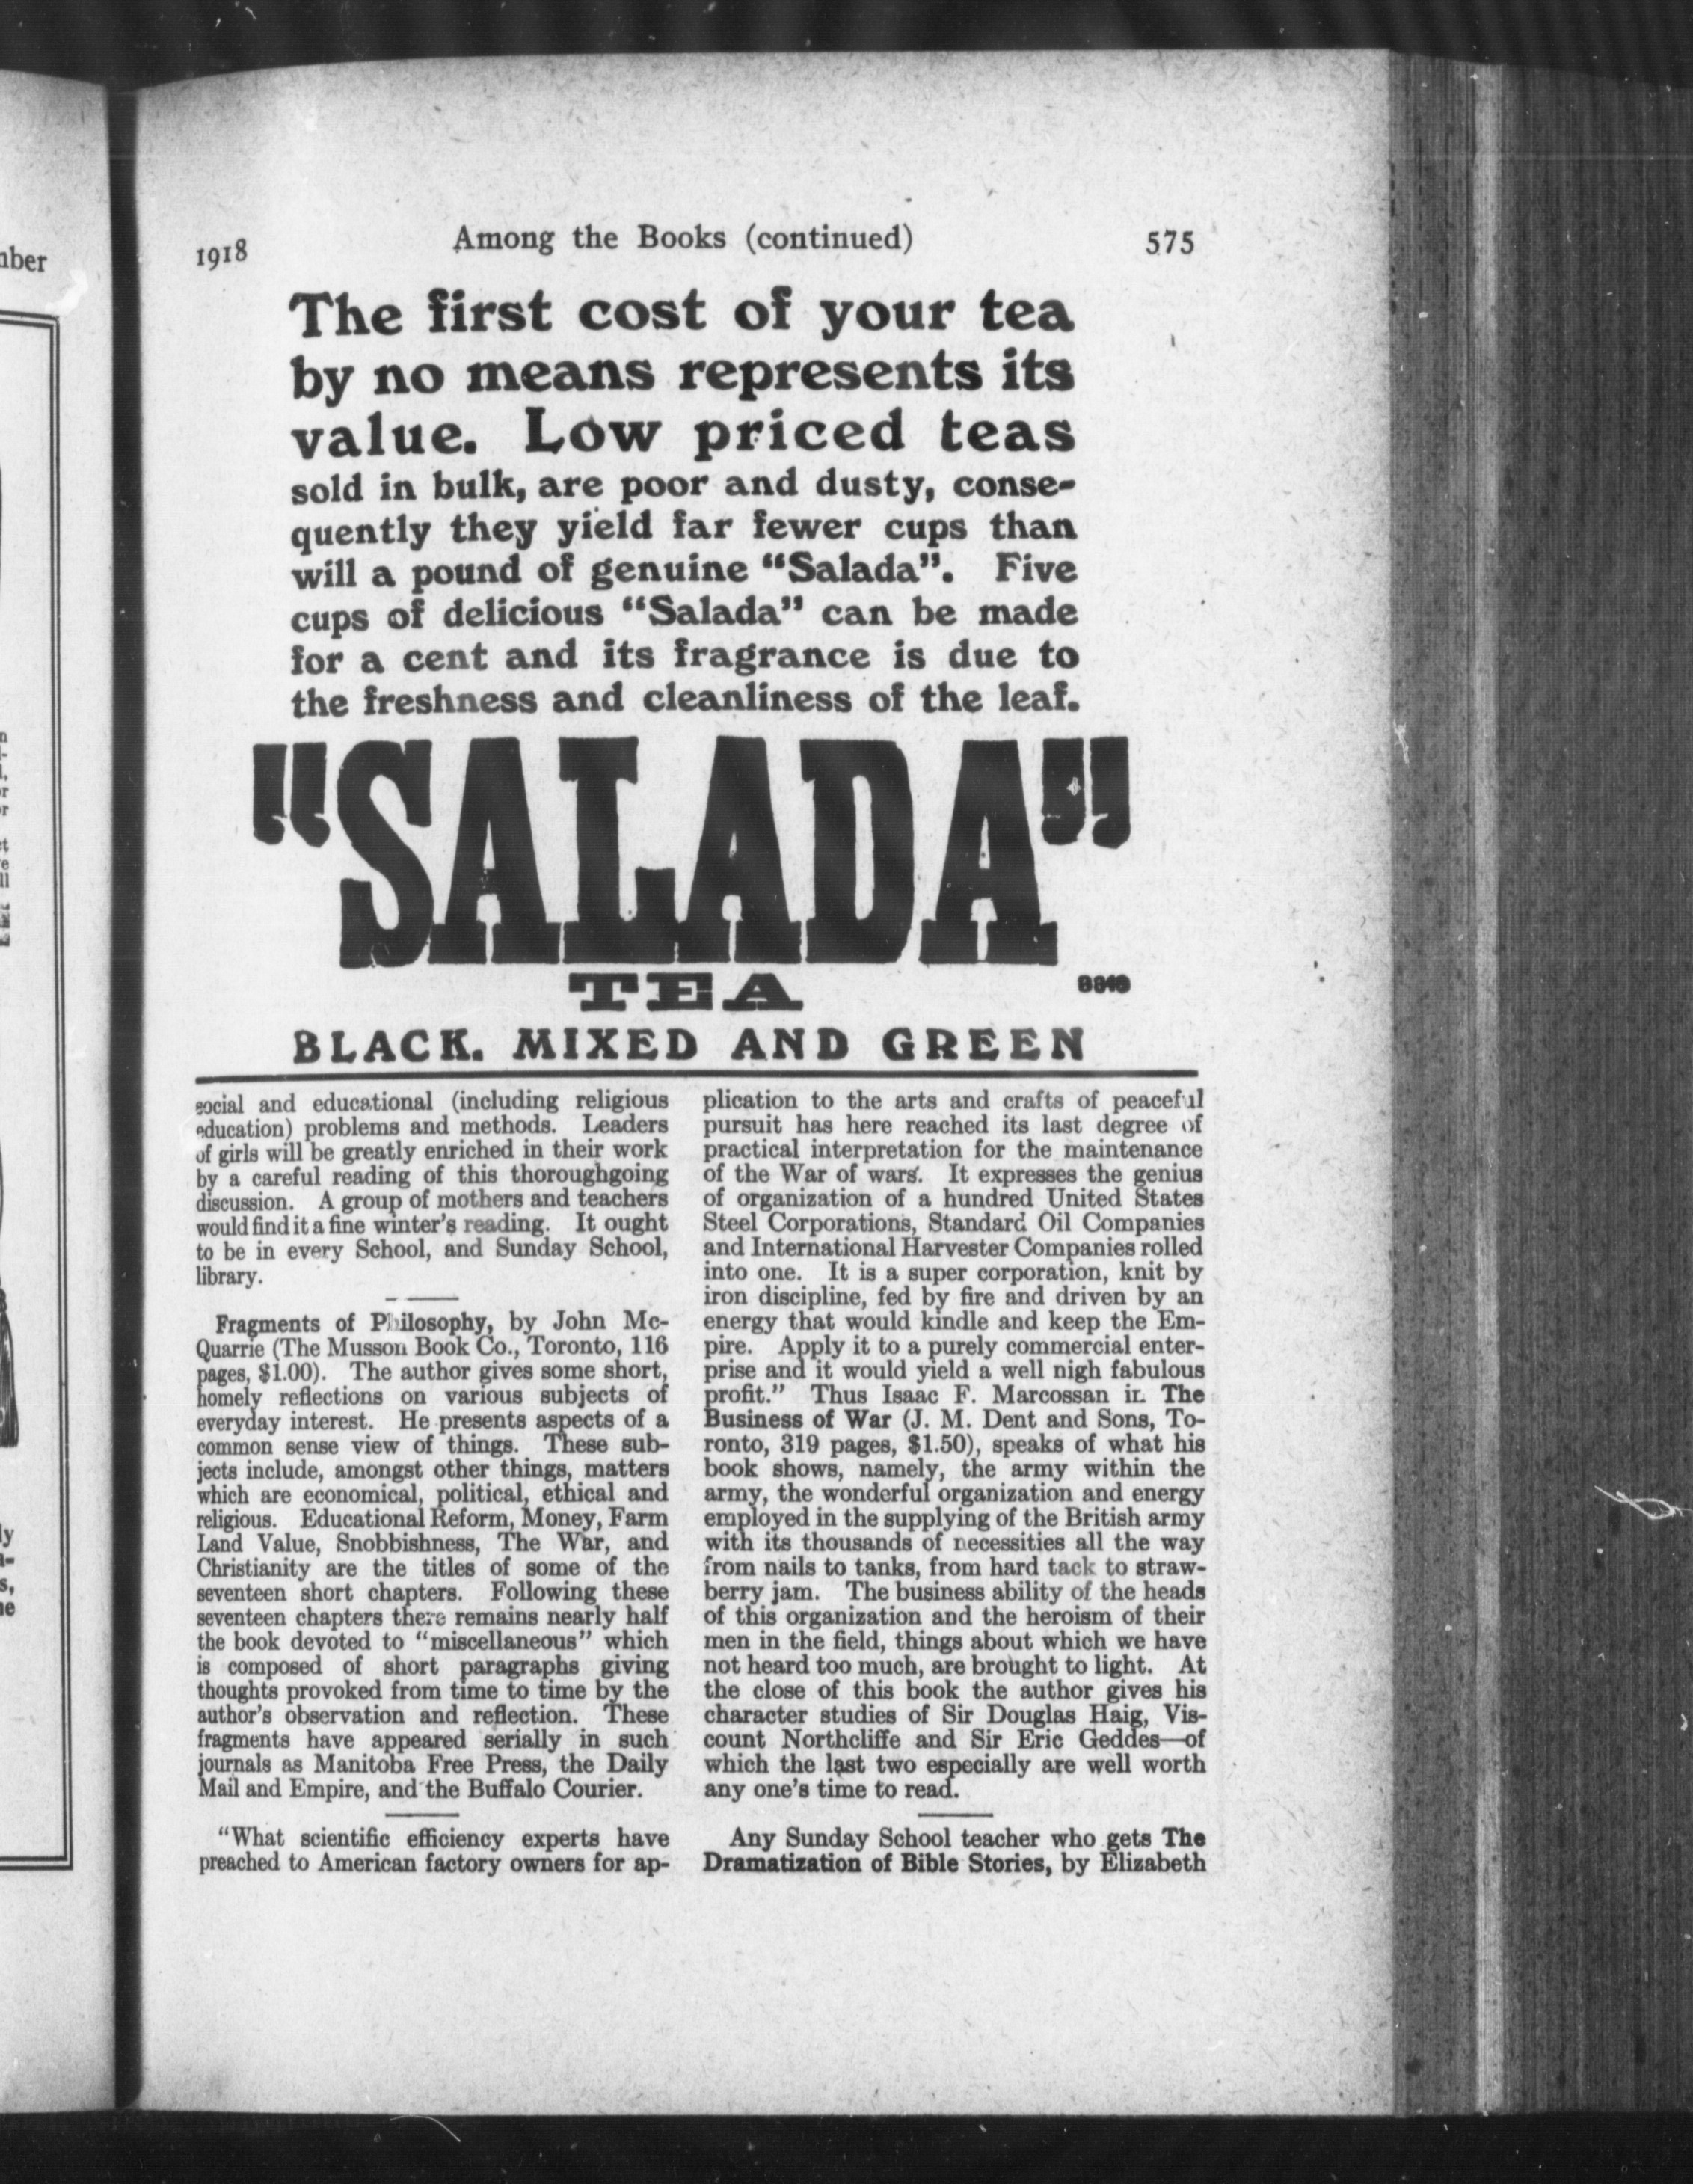 1918
Among the Books (continued)
575
The first cost of your tea
by no means represents its
value. Low priced teas
sold in bulk, are poor and dusty, conse-
quently they yield far fewer cups than
will a pound of genuine "Salada". Five
cups of delicious "Salada" can be made
for a cent and its fragrance is due to
the freshness and cleanliness of the leaf.
"SALADA"
TEA
BLACK. MIXED AND GREEN
social and educational (including religious
education) problems and methods. Leaders
of girls will be greatly enriched in their work
by a careful reading of this thoroughgoing
discussion. A group of mothers and teachers
would find it a fine winter's reading. It ought
to be in every School, and Sunday School,
library.
Fragments of Philosophy, by John Mc-
Quarrie (The Musson Book Co., Toronto, 116
pages, $1.00). The author gives some short,
homely reflections on various subjects of
everyday interest. He presents aspects of a
common sense view of things. These sub-
jects include, amongst other things, matters
which are economical, political, ethical and
religious. Educational Reform, Money, Farm
Land Value, Snobbishness, The War, and
Christianity are the titles of some of the
seventeen short chapters. Following these
seventeen chapters there remains nearly half
the book devoted to "miscellaneous" which
is composed of short paragraphs giving
thoughts provoked from time to time by the
author's observation and reflection. These
fragments have appeared serially in such
journals as Manitoba Free Press, the Daily
Mail and Empire, and the Buffalo Courier.
"What scientific efficiency experts have
preached to American factory owners for ap-
plication to the arts and crafts of peaceful
pursuit has here reached its last degree of
practical interpretation for the maintenance
of the War of wars. It expresses the genius
of organization of a hundred United States
Steel Corporations, Standard Oil Companies
and International Harvester Companies rolled
into one. It is a super corporation, knit by
iron discipline, fed by fire and driven by an
energy that would kindle and keep the Em-
pire. Apply it to a purely commercial enter-
prise and it would yield a well nigh fabulous
profit." Thus Isaac F. Marcossan in The
Business of War (J. M. Dent and Sons, To-
ronto, 319 pages, $1.50), speaks of what his
book shows, namely, the army within the
army, the wonderful organization and energy
employed in the supplying of the British army
with its thousands of necessities all the way
from nails to tanks, from hard tack to straw-
berry jam. The business ability of the heads
of this organization and the heroism of their
men in the field, things about which we have
not heard too much, are brought to light. At
the close of this book the author gives his
character studies of Sir Douglas Haig, Vis-
count Northcliffe and Sir Eric Geddes—of
which the last two especially are well worth
any one's time to read.
Any Sunday School teacher who gets The
Dramatization of Bible Stories, by Elizabeth